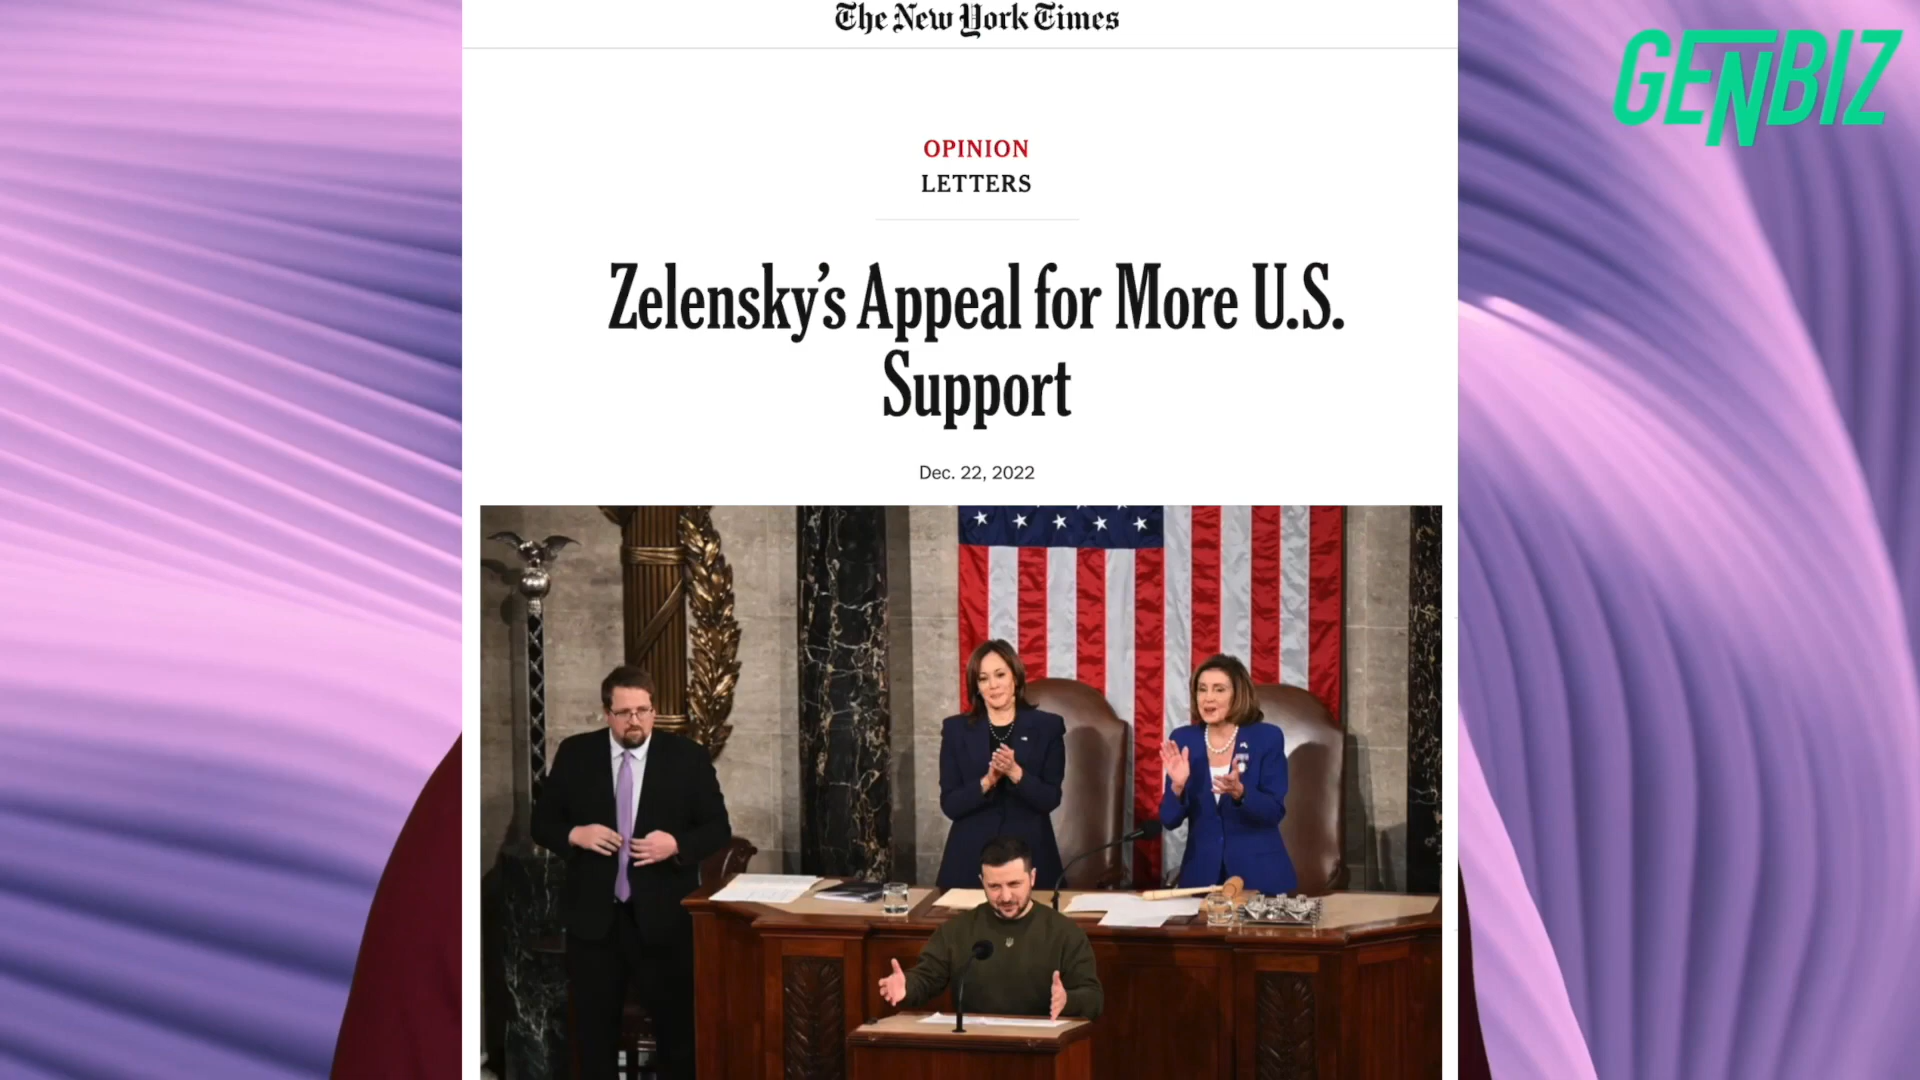 The New York Times
GENBIZ
OPINION
LETTERS
Zelensky’s Appeal for More U.S.
Support
Dec. 22, 2022